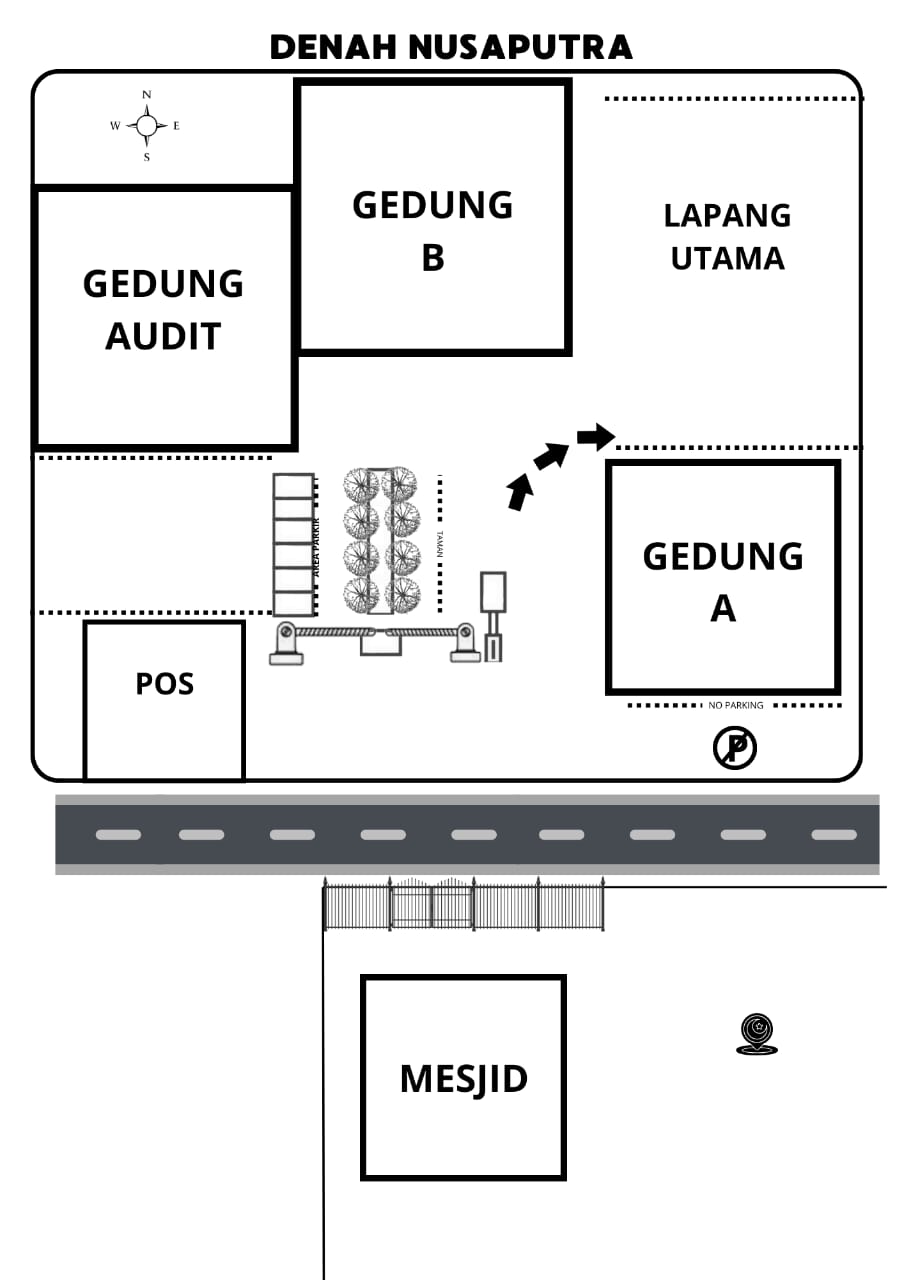 DENAH NUSAPUTRA
N
W E
S
GEDUNG
B
LAPANG
UTAMA
GEDUNG
AUDIT
AREA PARKIR
TAMAN
GEDUNG
A
POS
NO PARKING
P
MESJID